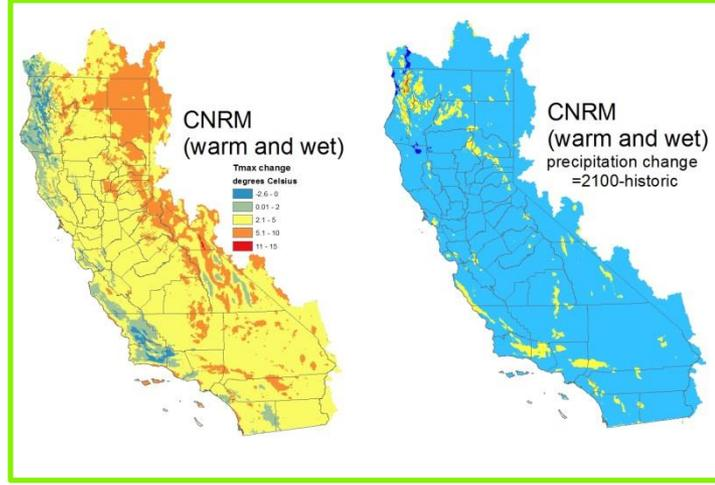 CNRM
(warm and wet)
Tmax change
degrees Celsius
-2.6 - 0
0.01 - 2
2.1 - 5
5.1 - 10
11 - 15
CNRM
(warm and wet)
precipitation change
=2100-historic